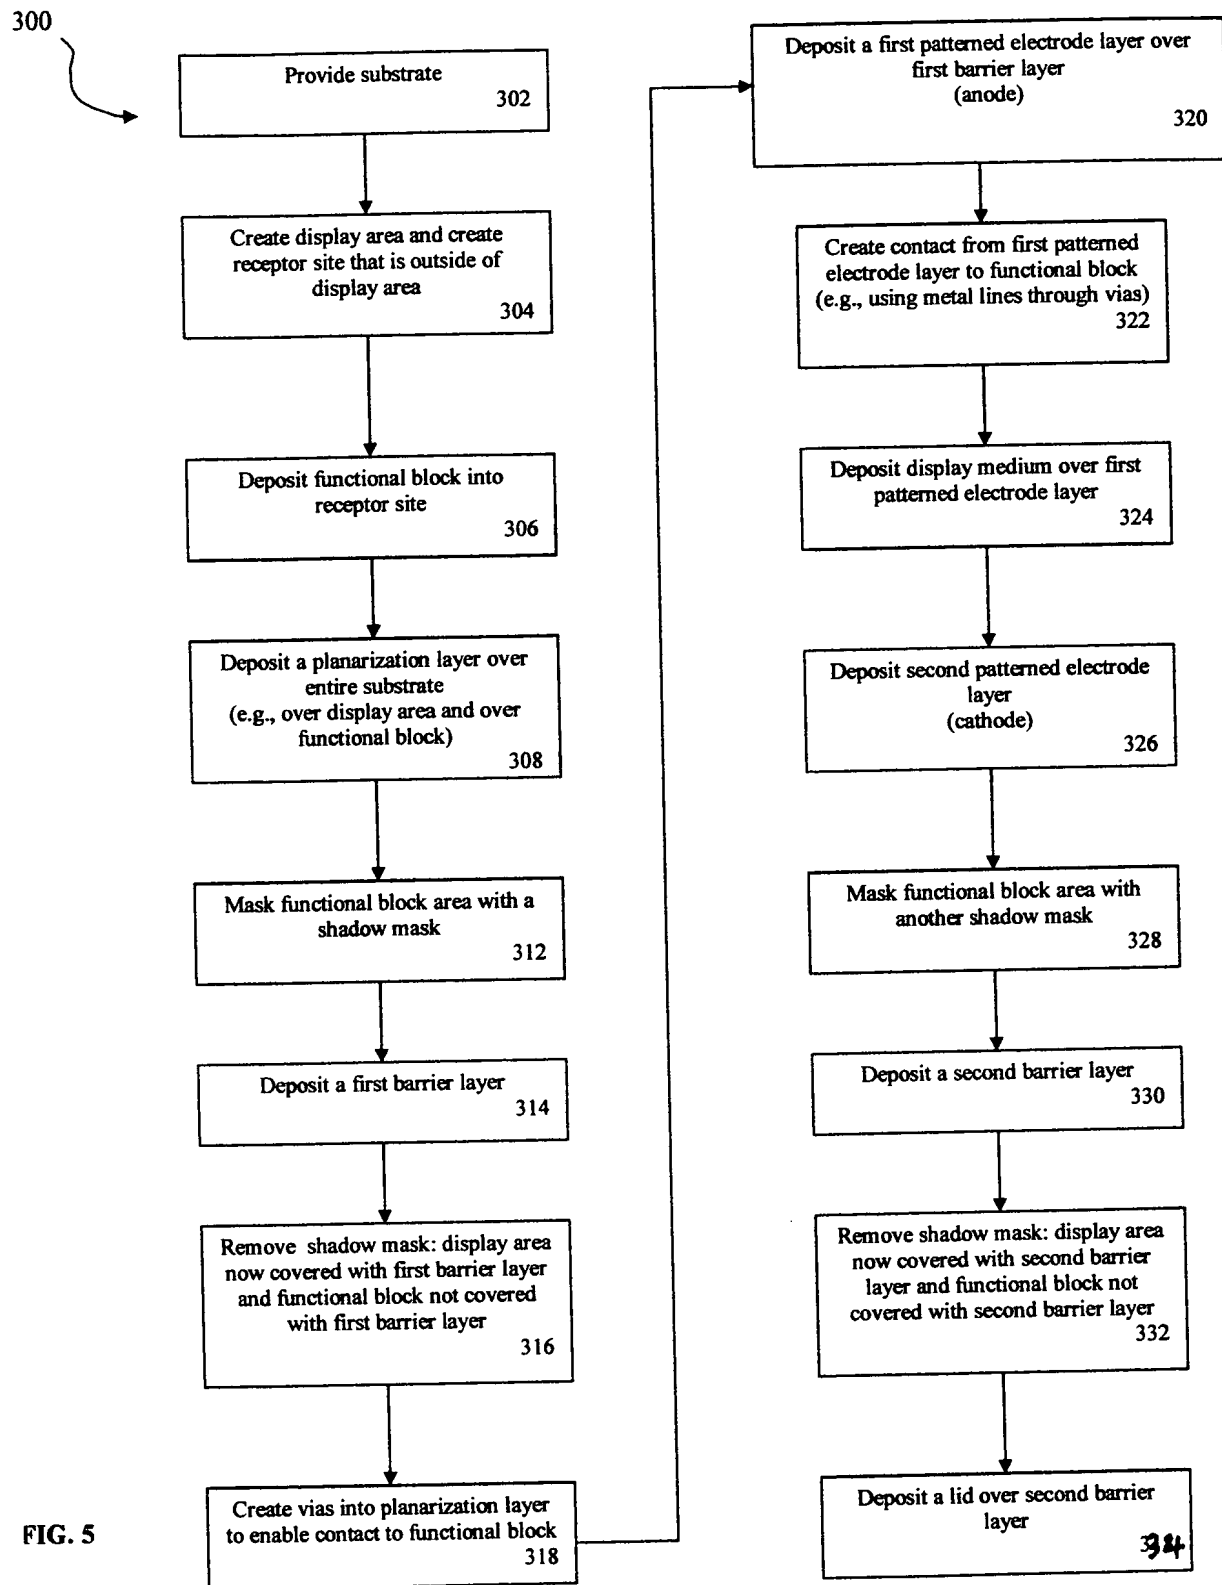 300
Provide substrate
302
Create display area and create
receptor site that is outside of
display area
304
Deposit functional block into
receptor site
306
Deposit a planarization layer over
entire substrate
(e.g., over display area and over
functional block)
308
Mask functional block area with a
shadow mask
312
Deposit a first barrier layer
314
Remove shadow mask: display area
now covered with first barrier layer
and functional block not covered
with first barrier layer
316
Create vias into planarization layer
to enable contact to functional block
318
Deposit a first patterned electrode layer over
first barrier layer
(anode)
320
Create contact from first patterned
electrode layer to functional block
(e.g., using metal lines through vias)
322
Deposit display medium over first
patterned electrode layer
324
Deposit second patterned electrode
layer
(cathode)
326
Mask functional block area with
another shadow mask
328
Deposit a second barrier layer
330
Remove shadow mask: display area
now covered with second barrier
layer and functional block not
covered with second barrier layer
332
Deposit a lid over second barrier
layer
334
FIG. 5